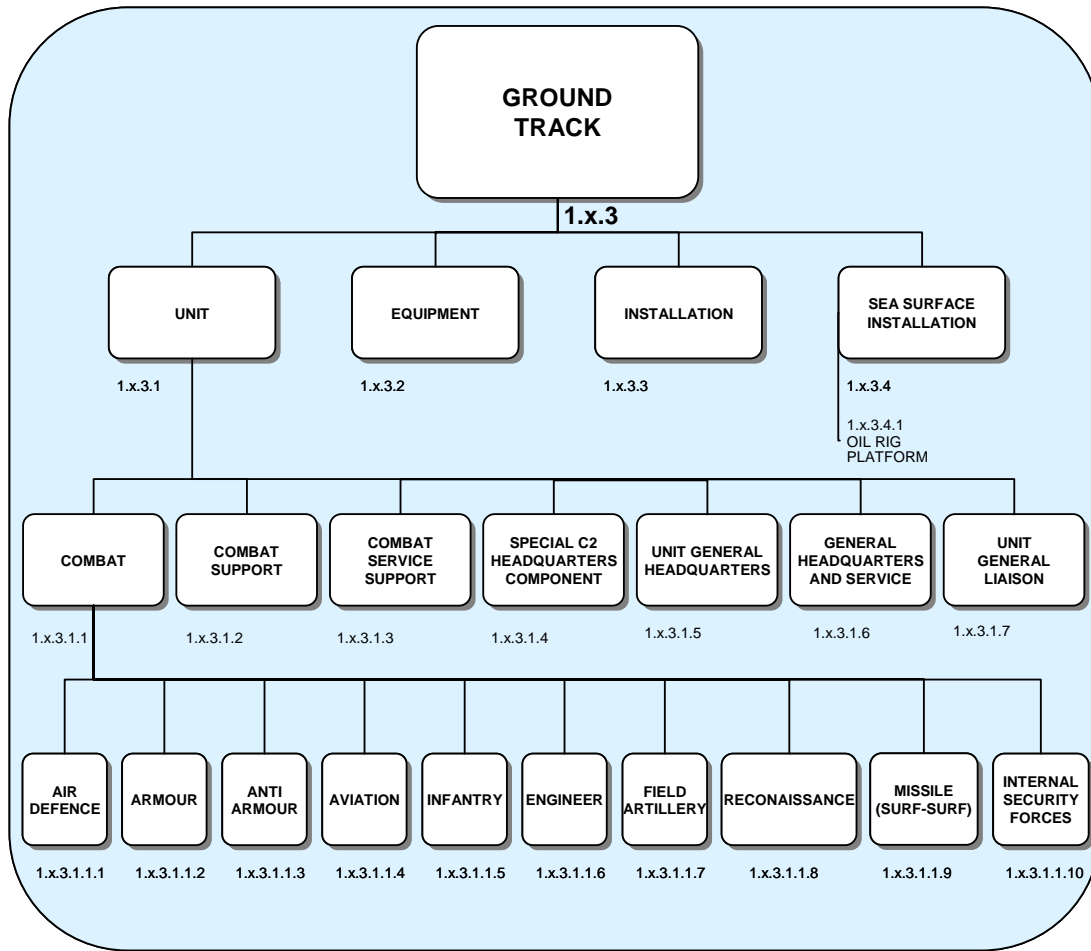 GROUND
TRACK
1.x.3
UNIT
EQUIPMENT
INSTALLATION
SEA SURFACE
INSTALLATION
1.x.3.1
1.x.3.2
1.x.3.3
1.x.3.4
1.x.3.4.1
OIL RIG
PLATFORM
COMBAT
COMBAT
SUPPORT
COMBAT
SERVICE
SUPPORT
SPECIAL C2
HEADQUARTERS
COMPONENT
UNIT GENERAL
HEADQUARTERS
GENERAL
HEADQUARTERS
AND SERVICE
UNIT
GENERAL
LIAISON
1.x.3.1.1
1.x.3.1.2
1.x.3.1.3
1.x.3.1.4
1.x.3.1.5
1.x.3.1.6
1.x.3.1.7
AIR
DEFENCE
ARMOUR
ANTI
ARMOUR
AVIATION
INFANTRY
ENGINEER
FIELD
ARTILLERY
RECONAISSANCE
MISSILE
(SURF-SURF)
INTERNAL
SECURITY
FORCES
1.x.3.1.1.1
1.x.3.1.1.2
1.x.3.1.1.3
1.x.3.1.1.4
1.x.3.1.1.5
1.x.3.1.1.6
1.x.3.1.1.7
1.x.3.1.1.8
1.x.3.1.1.9
1.x.3.1.1.10